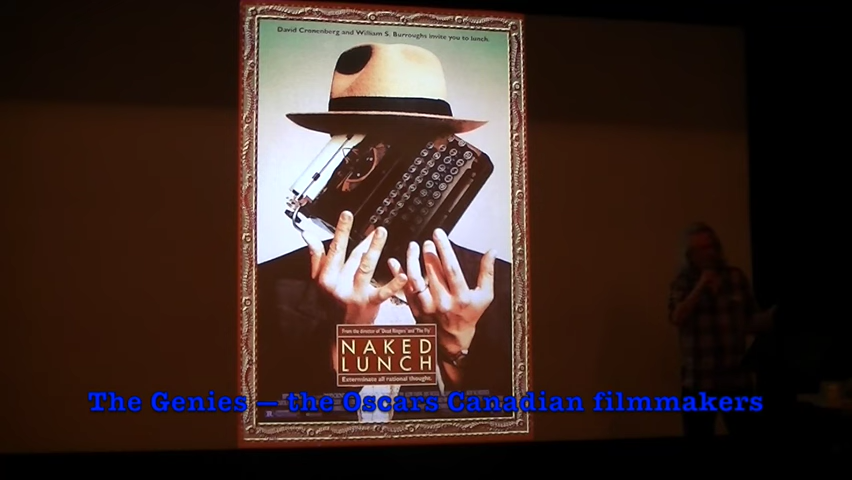 David Cronenberg and William S. Burroughs invite you to lunch.
From the director of 'Dead Ringers' and 'The Fly'
NAKED
LUNCH
Exterminate all rational thought.
The Genies – the Oscars Canadian filmmakers